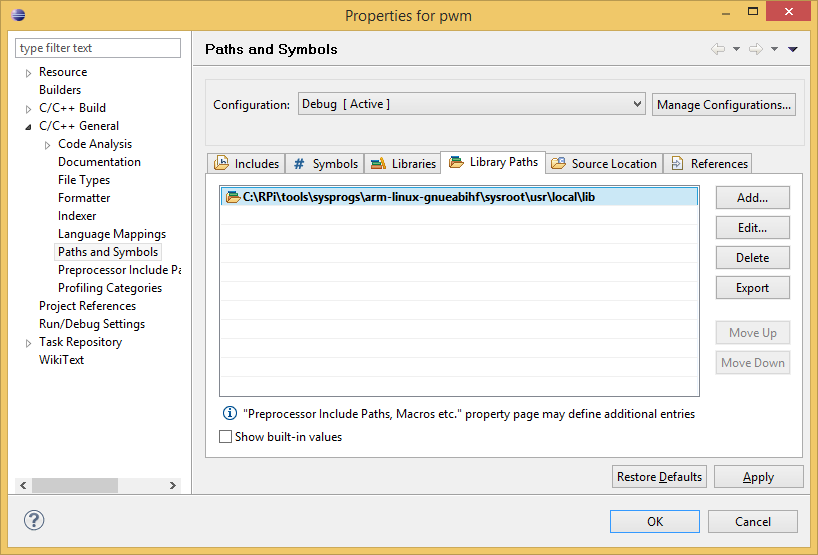 Properties for pwm
type filter text
Resource
Builders
C/C++ Build
C/C++ General
Code Analysis
Documentation
File Types
Formatter
Indexer
Language Mappings
Paths and Symbols
Preprocessor Include Pa
Profiling Categories
Project References
Run/Debug Settings
Task Repository
WikiText
Paths and Symbols
Configuration:
Debug [ Active ]
Manage Configurations...
Includes
# Symbols
Libraries
Library Paths
Source Location
References
C:\RPi\tools\sysprogs\arm-linux-gnueabihf\sysroot\usr\local\lib
Add...
Edit...
Delete
Export
Move Up
Move Down
"Preprocessor Include Paths, Macros etc." property page may define additional entries
Show built-in values
Restore Defaults
Apply
OK
Cancel